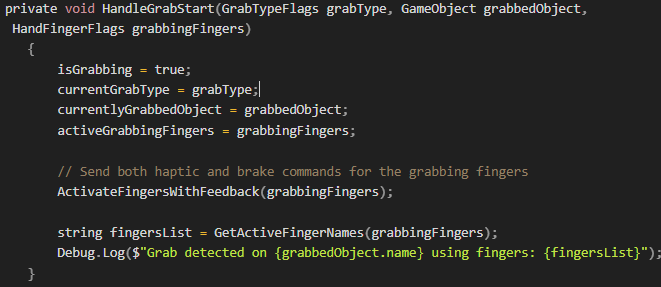 private void HandleGrabStart(GrabTypeFlags grabType, GameObject grabbedObject,
HandFingerFlags grabbingFingers)
{
isGrabbing = true;
currentGrabType = grabType;
currentlyGrabbedObject = grabbedObject;
activeGrabbingFingers = grabbingFingers;
// Send both haptic and brake commands for the grabbing fingers
ActivateFingersWithFeedback(grabbingFingers);
string fingersList = GetActiveFingerNames(grabbingFingers);
Debug.Log($"Grab detected on {grabbedObject.name} using fingers: {fingersList}");
}